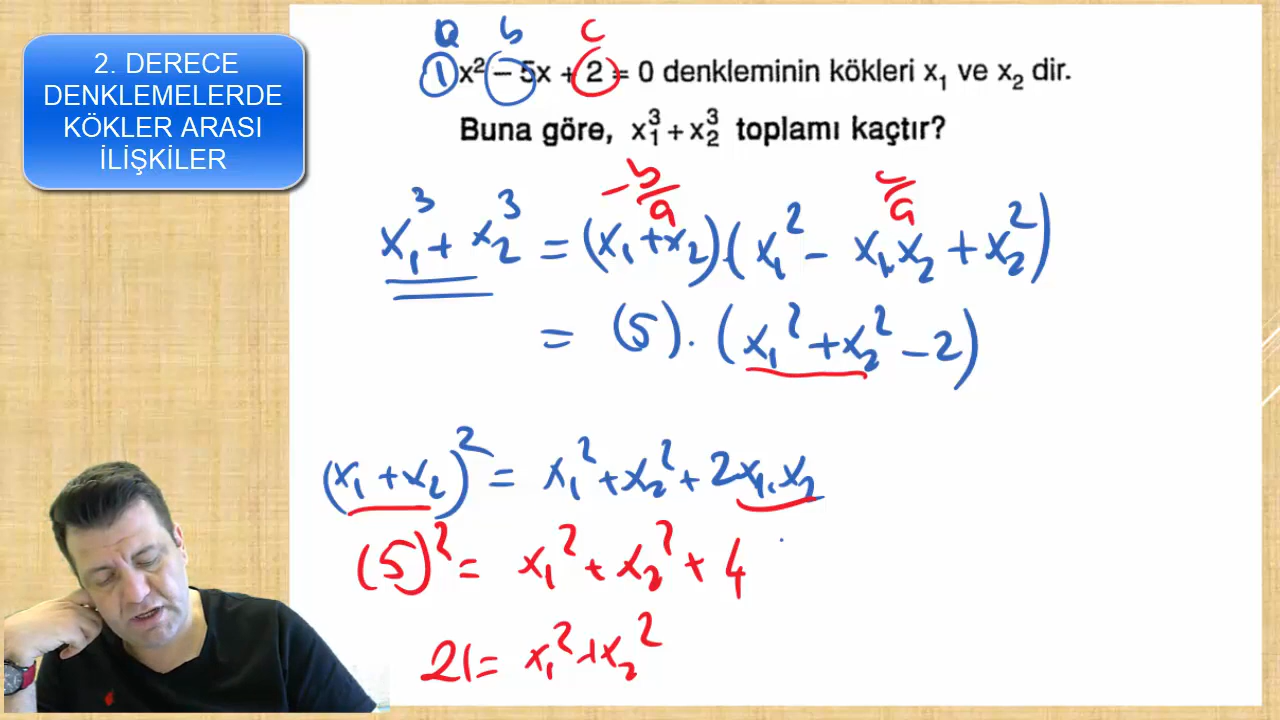 2. DERECE
DENKLEMELERDE
KÖKLER ARASI
İLİŞKİLER
a b c
1x² − 5x + 2 = 0 denkleminin kökleri x₁ ve x₂ dir.
Buna göre, x₁³ + x₂³ toplamı kaçtır?
−b/a c/a
x₁³ + x₂³ = (x₁ + x₂)(x₁² − x₁x₂ + x₂²)
= (5).(x₁² + x₂² − 2)
(x₁ + x₂)² = x₁² + x₂² + 2x₁.x₂
(5)² = x₁² + x₂² + 4
21 = x₁² + x₂²